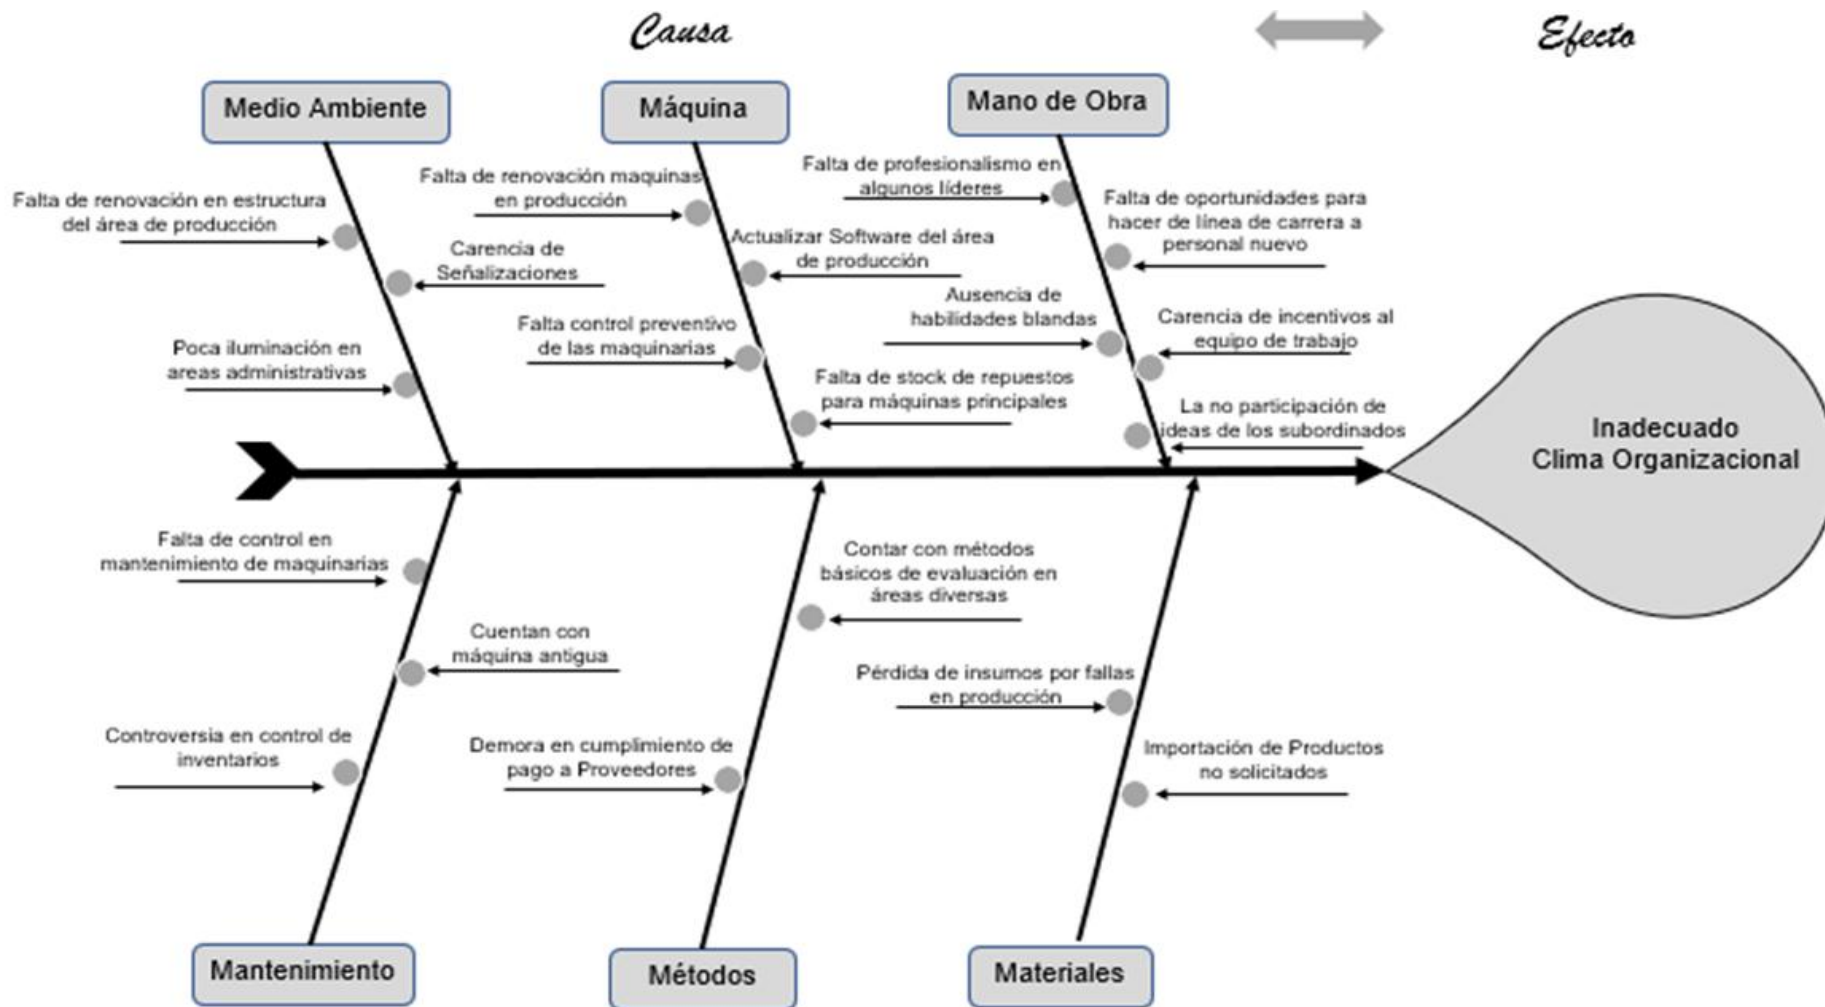 Causa
Efecto
Medio Ambiente
Máquina
Mano de Obra
Falta de renovación en estructura
del área de producción
Carencia de
Señalizaciones
Poca iluminación en
areas administrativas
Falta de renovación maquinas
en producción
Actualizar Software del área
de producción
Falta control preventivo
de las maquinarias
Falta de stock de repuestos
para máquinas principales
Falta de profesionalismo en
algunos líderes
Falta de oportunidades para
hacer de línea de carrera a
personal nuevo
Ausencia de
habilidades blandas
Carencia de incentivos al
equipo de trabajo
La no participación de
ideas de los subordinados
Inadecuado
Clima Organizacional
Falta de control en
mantenimiento de maquinarias
Cuentan con
máquina antigua
Controversia en control de
inventarios
Contar con métodos
básicos de evaluación en
áreas diversas
Demora en cumplimiento de
pago a Proveedores
Pérdida de insumos por fallas
en producción
Importación de Productos
no solicitados
Mantenimiento
Métodos
Materiales